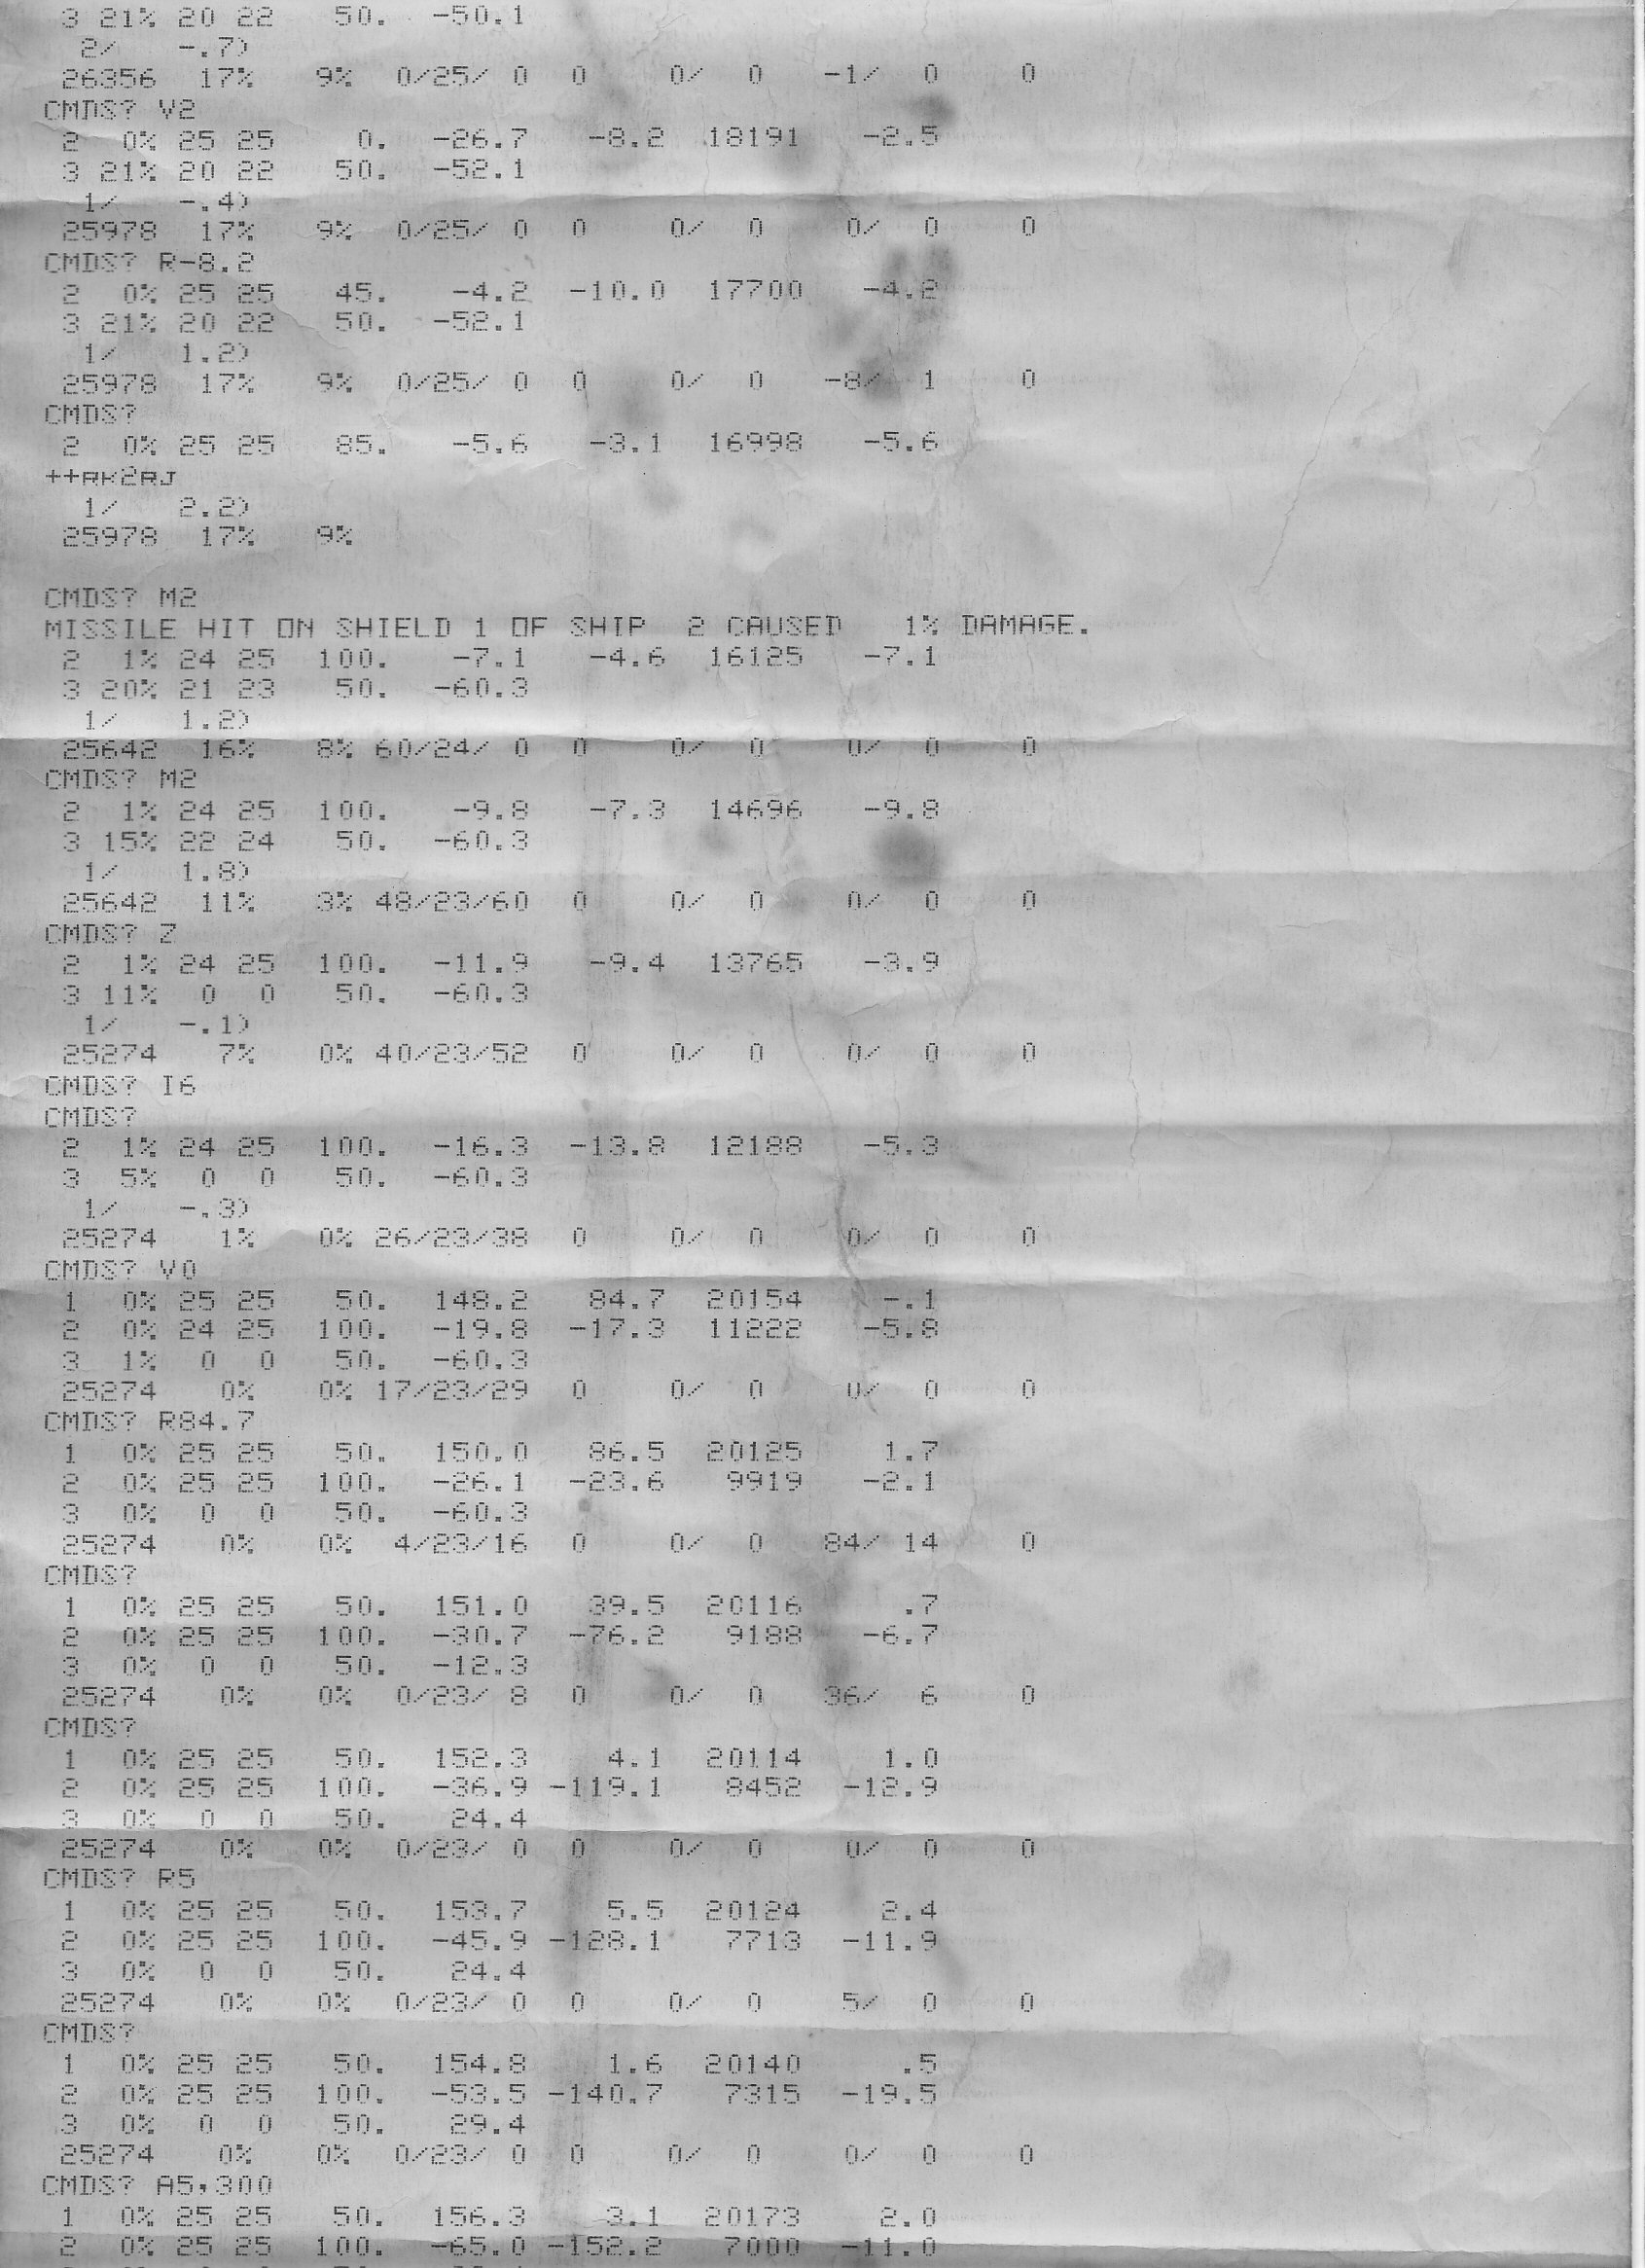 3 21% 20 22 50. -50.1
2/ -.7)
26356 17% 9% 0/25/ 0 0 0/ 0 -1/ 0 0
CMDS? V2
2 0% 25 25 0. -26.7 -8.2 18191 -2.5
3 21% 20 22 50. -52.1
1/ -.4)
25978 17% 9% 0/25/ 0 0 0/ 0 0/ 0 0
CMDS? R-8.2
2 0% 25 25 45. -4.2 -10.0 17700 -4.2
3 21% 20 22 50. -52.1
1/ 1.2)
25978 17% 9% 0/25/ 0 0 0/ 0 -8/ 1 0
CMDS?
2 0% 25 25 85. -5.6 -3.1 16998 -5.6
++RK2RJ
1/ 2.2)
25978 17% 9%
CMDS? M2
MISSILE HIT ON SHIELD 1 OF SHIP 2 CAUSED 1% DAMAGE.
2 1% 24 25 100. -7.1 -4.6 16125 -7.1
3 20% 21 23 50. -60.3
1/ 1.2)
25642 16% 8% 60/24/ 0 0 0/ 0 0/ 0 0
CMDS? M2
2 1% 24 25 100. -9.8 -7.3 14696 -9.8
3 15% 22 24 50. -60.3
1/ 1.8)
25642 11% 3% 48/23/60 0 0/ 0 0/ 0 0
CMDS? Z
2 1% 24 25 100. -11.9 -9.4 13765 -3.9
3 11% 0 0 50. -60.3
1/ -.1)
25274 7% 0% 40/23/52 0 0/ 0 0/ 0 0
CMDS? I6
CMDS?
2 1% 24 25 100. -16.3 -13.8 12188 -5.3
3 5% 0 0 50. -60.3
1/ -.3)
25274 1% 0% 26/23/38 0 0/ 0 0/ 0 0
CMDS? V0
1 0% 25 25 50. 148.2 84.7 20154 -.1
2 0% 24 25 100. -19.8 -17.3 11222 -5.8
3 1% 0 0 50. -60.3
25274 0% 0% 17/23/29 0 0/ 0 0/ 0 0
CMDS? R84.7
1 0% 25 25 50. 150.0 86.5 20125 1.7
2 0% 25 25 100. -26.1 -23.6 9919 -2.1
3 0% 0 0 50. -60.3
25274 0% 0% 4/23/16 0 0/ 0 84/ 14 0
CMDS?
1 0% 25 25 50. 151.0 39.5 20116 .7
2 0% 25 25 100. -30.7 -76.2 9188 -6.7
3 0% 0 0 50. -12.3
25274 0% 0% 0/23/ 8 0 0/ 0 36/ 6 0
CMDS?
1 0% 25 25 50. 152.3 4.1 20114 1.0
2 0% 25 25 100. -36.9 -119.1 8452 -12.9
3 0% 0 0 50. 24.4
25274 0% 0% 0/23/ 0 0 0/ 0 0/ 0 0
CMDS? R5
1 0% 25 25 50. 153.7 5.5 20124 2.4
2 0% 25 25 100. -45.9 -128.1 7713 -11.9
3 0% 0 0 50. 24.4
25274 0% 0% 0/23/ 0 0 0/ 0 5/ 0 0
CMDS?
1 0% 25 25 50. 154.8 1.6 20140 .5
2 0% 25 25 100. -53.5 -140.7 7315 -19.5
3 0% 0 0 50. 29.4
25274 0% 0% 0/23/ 0 0 0/ 0 0/ 0 0
CMDS? A5,300
1 0% 25 25 50. 156.3 3.1 20173 2.0
2 0% 25 25 100. -65.0 -152.2 7000 -11.0